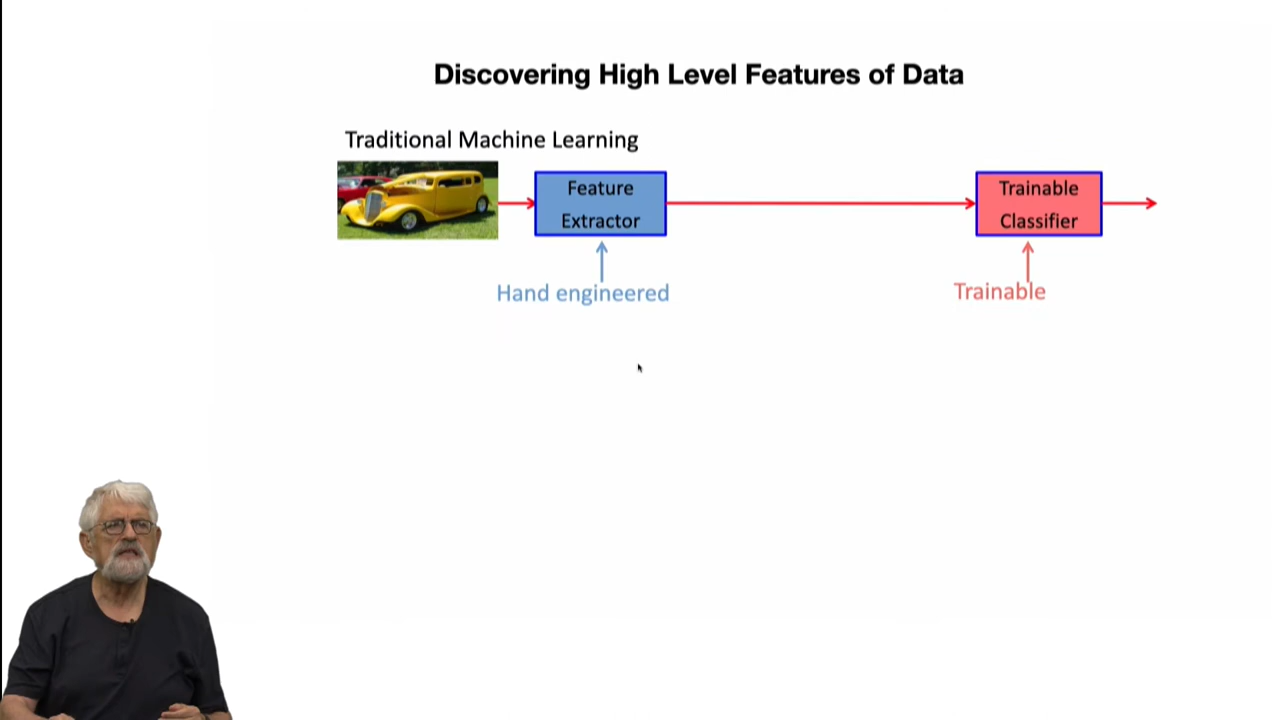 Discovering High Level Features of Data
Traditional Machine Learning
Feature
Extractor
Trainable
Classifier
Hand engineered
Trainable